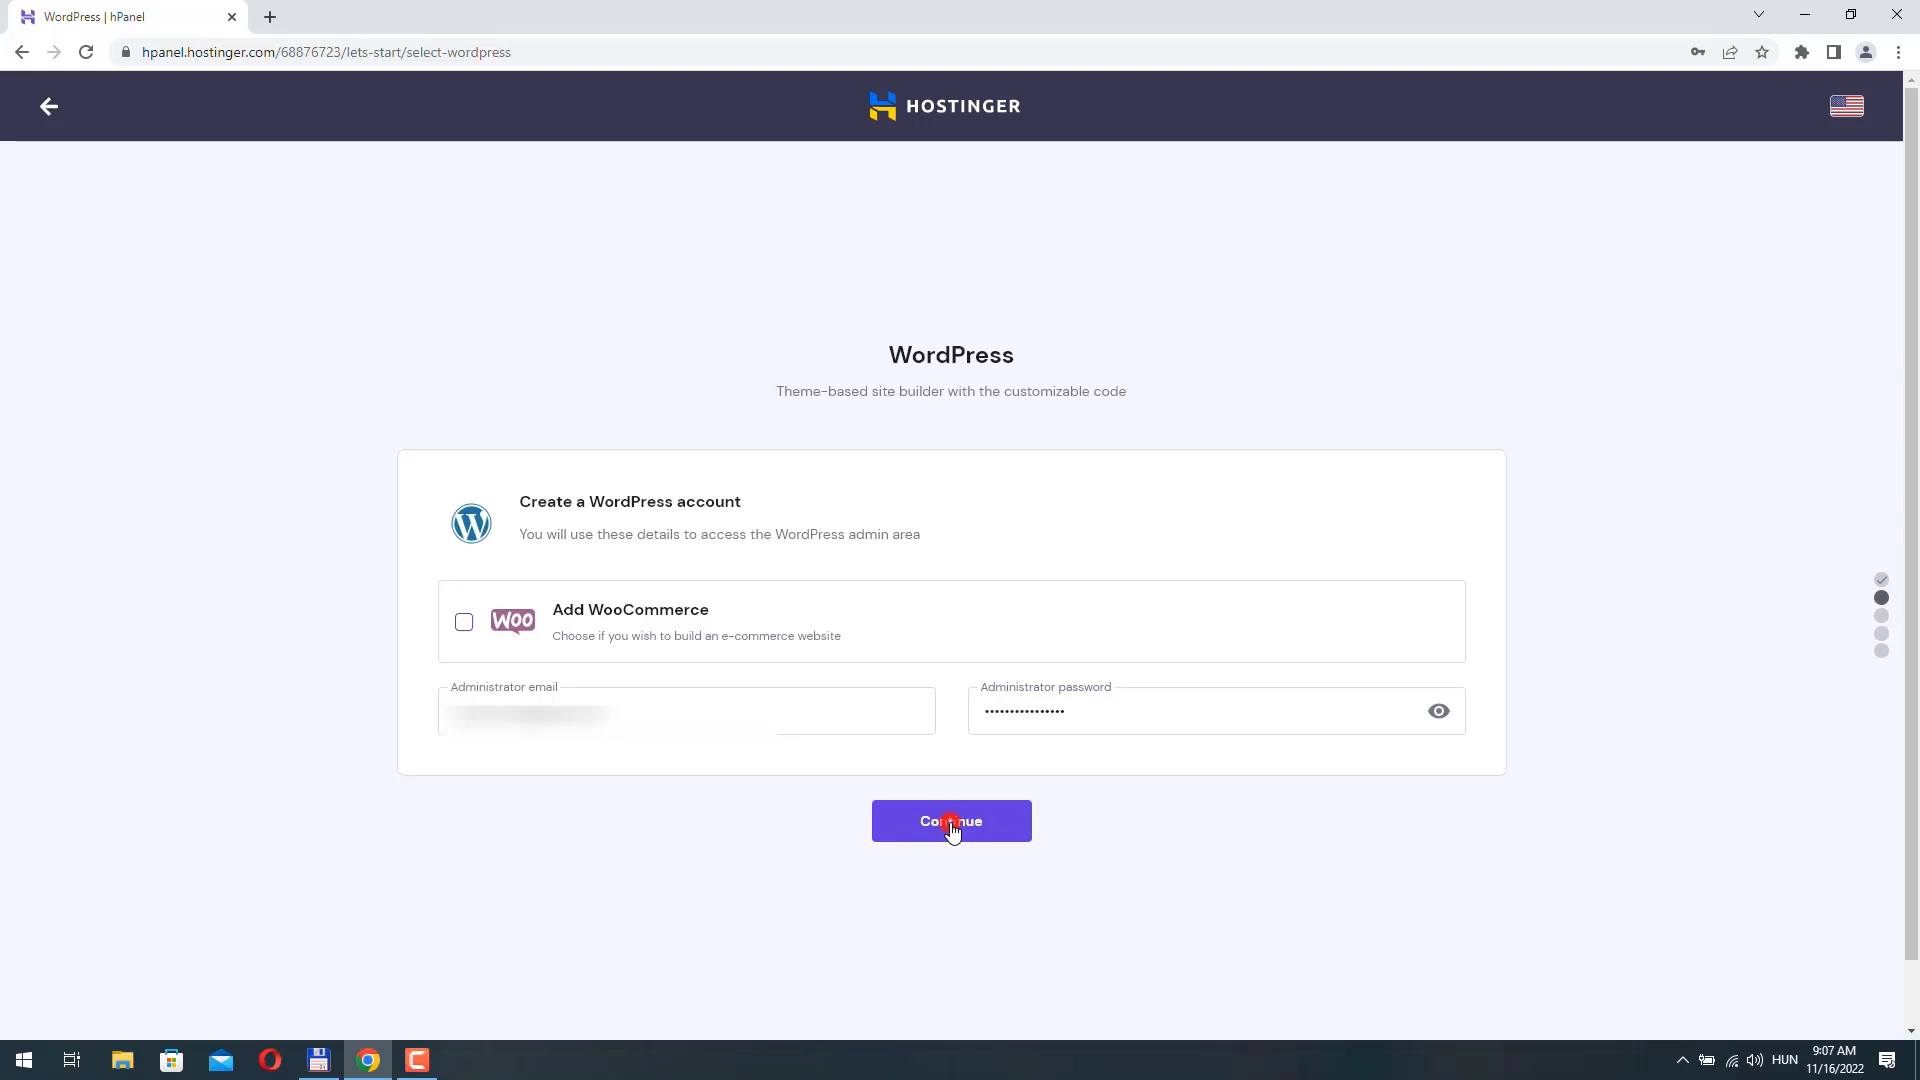 WordPress | hPanel
hpanel.hostinger.com/68876723/lets-start/select-wordpress
HOSTINGER
WordPress
Theme-based site builder with the customizable code
Create a WordPress account
You will use these details to access the WordPress admin area
WOO
Add WooCommerce
Choose if you wish to build an e-commerce website
Administrator email
Administrator password
••••••••••••••••
Continue
HUN
9:07 AM
11/16/2022